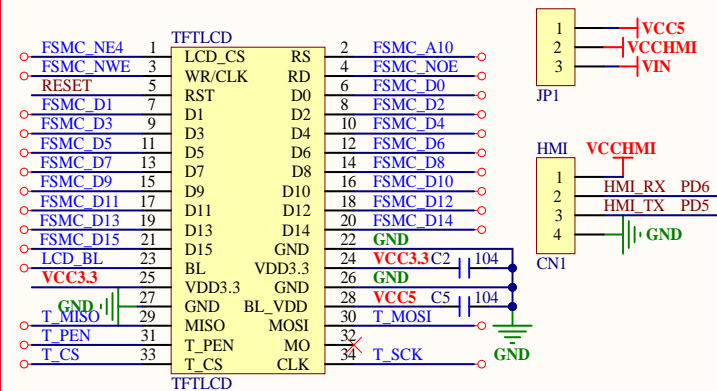 TFTLCD
FSMC_NE4 1 LCD_CS RS 2 FSMC_A10
FSMC_NWE 3 WR/CLK RD 4 FSMC_NOE
RESET 5 RST D0 6 FSMC_D0
FSMC_D1 7 D1 D2 8 FSMC_D2
FSMC_D3 9 D3 D4 10 FSMC_D4
FSMC_D5 11 D5 D6 12 FSMC_D6
FSMC_D7 13 D7 D8 14 FSMC_D8
FSMC_D9 15 D9 D10 16 FSMC_D10
FSMC_D11 17 D11 D12 18 FSMC_D12
FSMC_D13 19 D13 D14 20 FSMC_D14
FSMC_D15 21 D15 GND 22 GND
LCD_BL 23 BL VDD3.3 24 VCC3.3 C2 104
VCC3.3 25 VDD3.3 GND 26 GND
GND 27 GND BL_VDD 28 VCC5 C5 104
T_MISO 29 MISO MOSI 30 T_MOSI
T_PEN 31 T_PEN MO 32
T_CS 33 T_CS CLK 34 T_SCK
GND
TFTLCD
1 VCC5
2 VCCHMI
3 VIN
JP1
HMI VCCHMI
1
2 HMI_RX PD6
3 HMI_TX PD5
4 GND
CN1